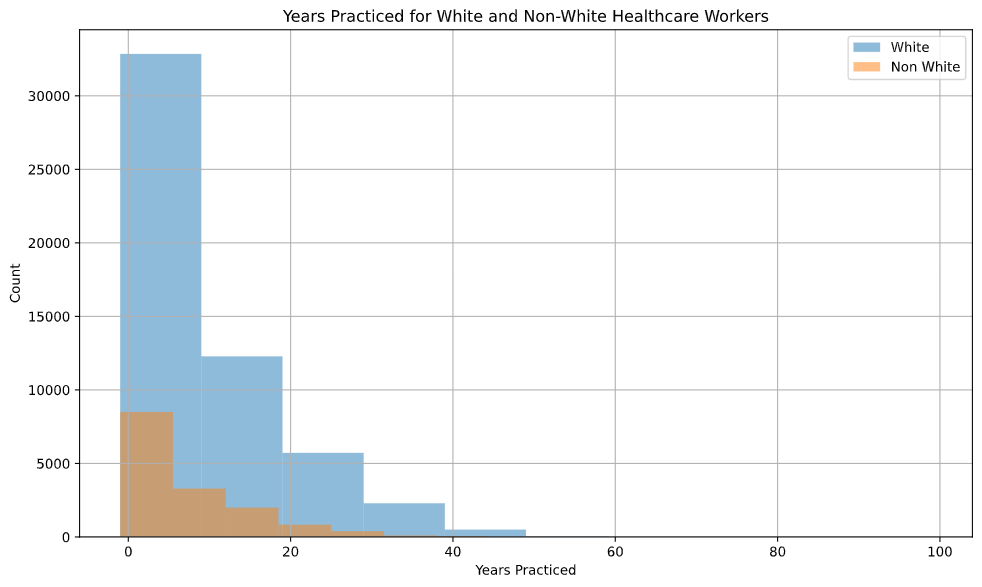 Years Practiced for White and Non-White Healthcare Workers
White
Non White
Count
30000
25000
20000
15000
10000
5000
0
0 20 40 60 80 100
Years Practiced